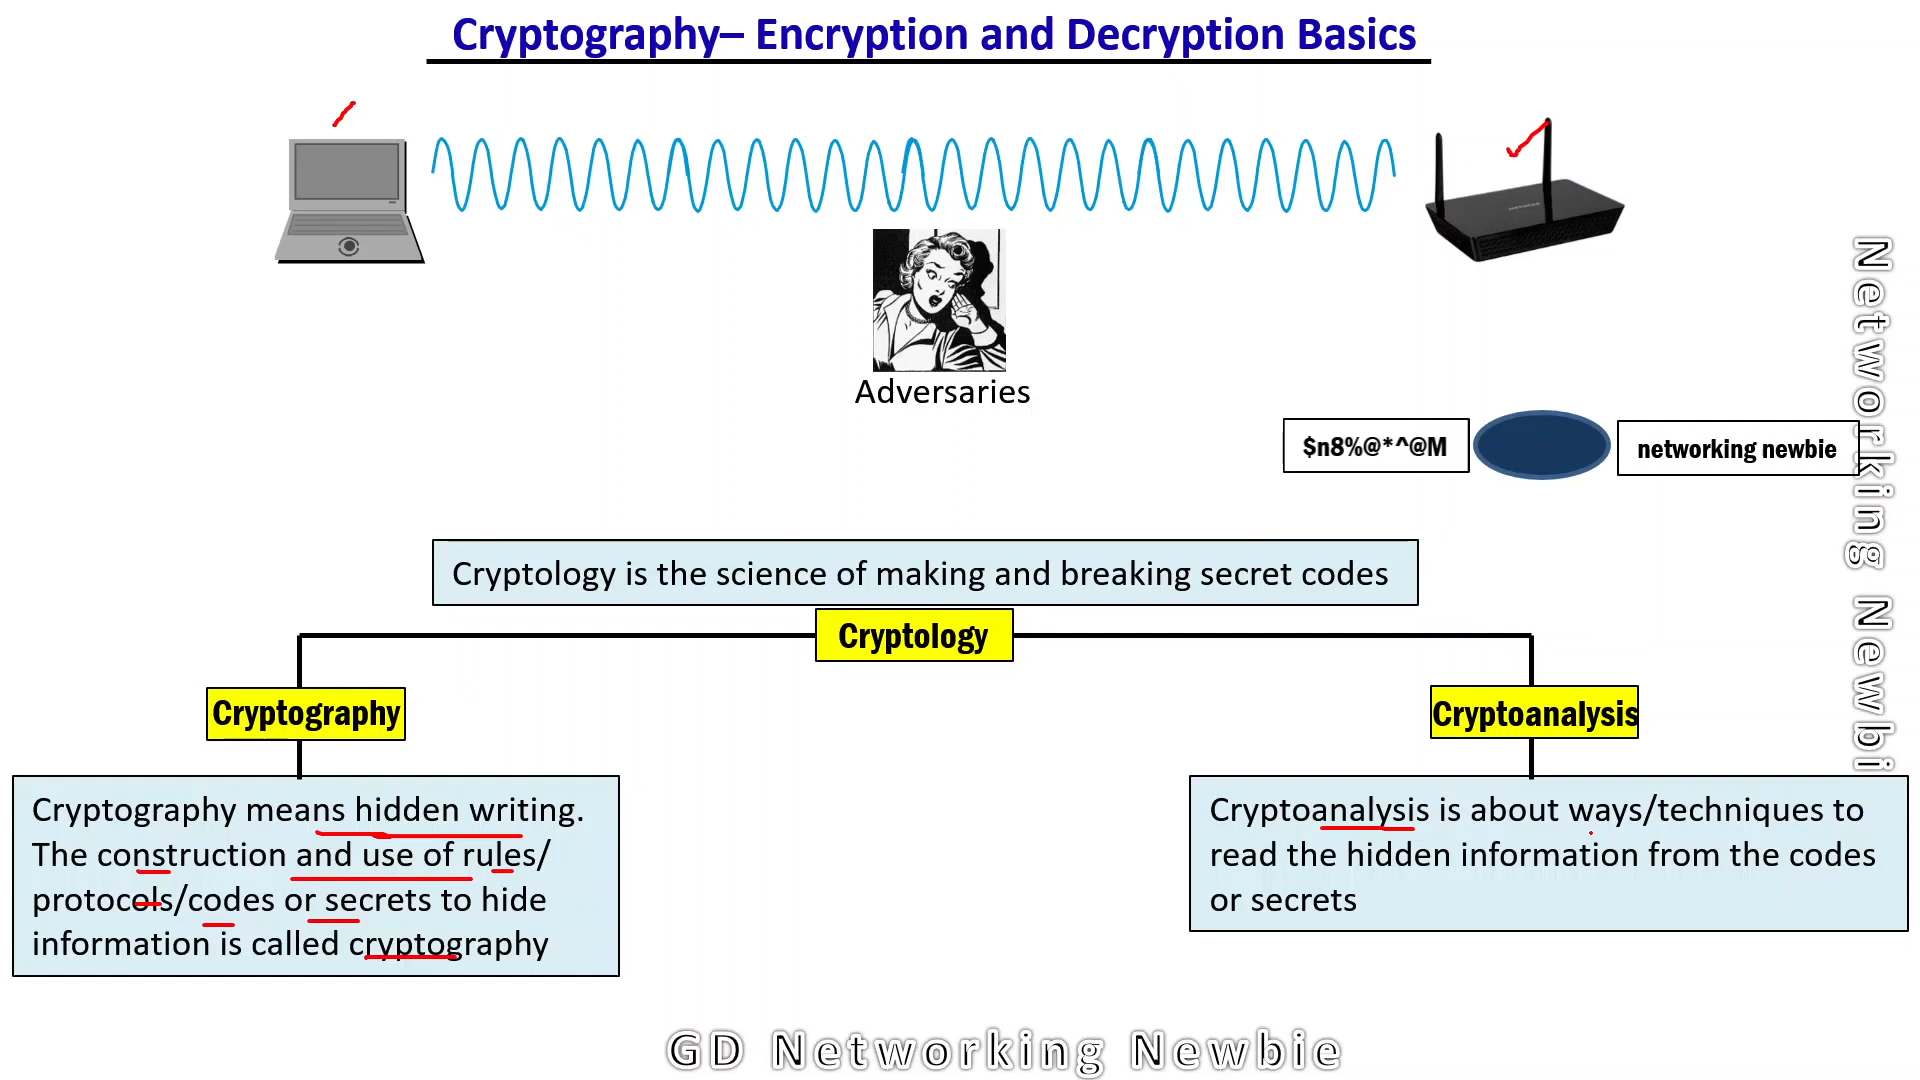 Cryptography– Encryption and Decryption Basics
Adversaries
$n8%@*^@M
networking newbie
Cryptology is the science of making and breaking secret codes
Cryptology
Cryptography
Cryptoanalysis
Cryptography means hidden writing.
The construction and use of rules/
protocols/codes or secrets to hide
information is called cryptography
Cryptoanalysis is about ways/techniques to
read the hidden information from the codes
or secrets
Networking Newbi
GD Networking Newbie